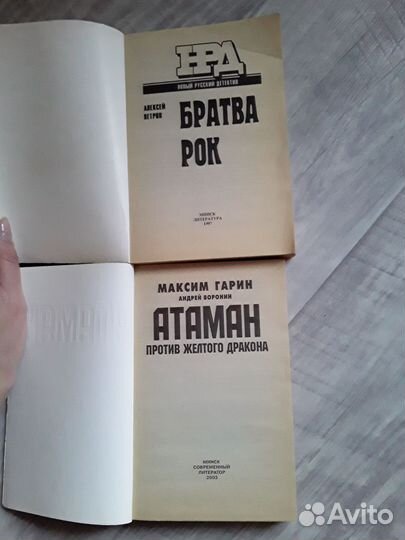 НРД
НОВЫЙ РУССКИЙ ДЕТЕКТИВ
АЛЕКСЕЙ
ПЕТРОВ
БРАТВА
РОК
МИНСК
ЛИТЕРАТУРА
1997
МАКСИМ ГАРИН
АНДРЕЙ ВОРОНИН
АТАМАН
ПРОТИВ ЖЕЛТОГО ДРАКОНА
МИНСК
СОВРЕМЕННЫЙ
ЛИТЕРАТОР
2003
АТАМАН
Avito